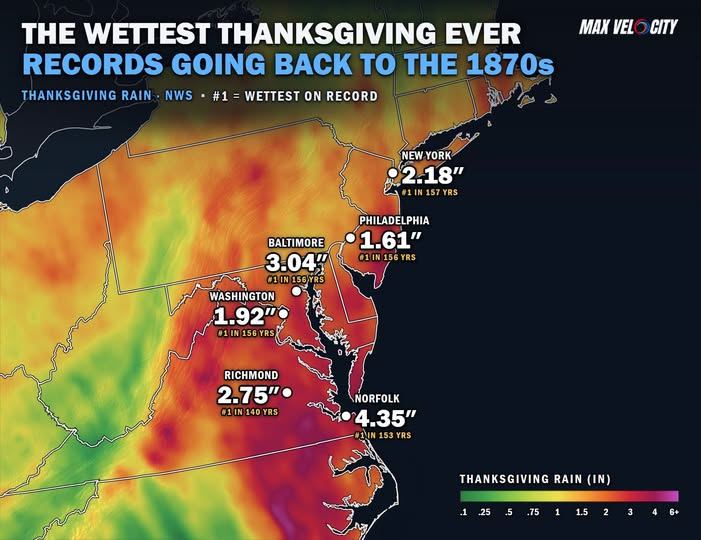 THE WETTEST THANKSGIVING EVER
RECORDS GOING BACK TO THE 1870s
THANKSGIVING RAIN · NWS • #1 = WETTEST ON RECORD
MAX VELOCITY
NEW YORK
2.18"
#1 IN 157 YRS
PHILADELPHIA
1.61"
#1 IN 156 YRS
BALTIMORE
3.04"
#1 IN 156 YRS
WASHINGTON
1.92"
#1 IN 156 YRS
RICHMOND
2.75"
#1 IN 140 YRS
NORFOLK
4.35"
#1 IN 153 YRS
THANKSGIVING RAIN (IN)
.1 .25 .5 .75 1 1.5 2 3 4 6+